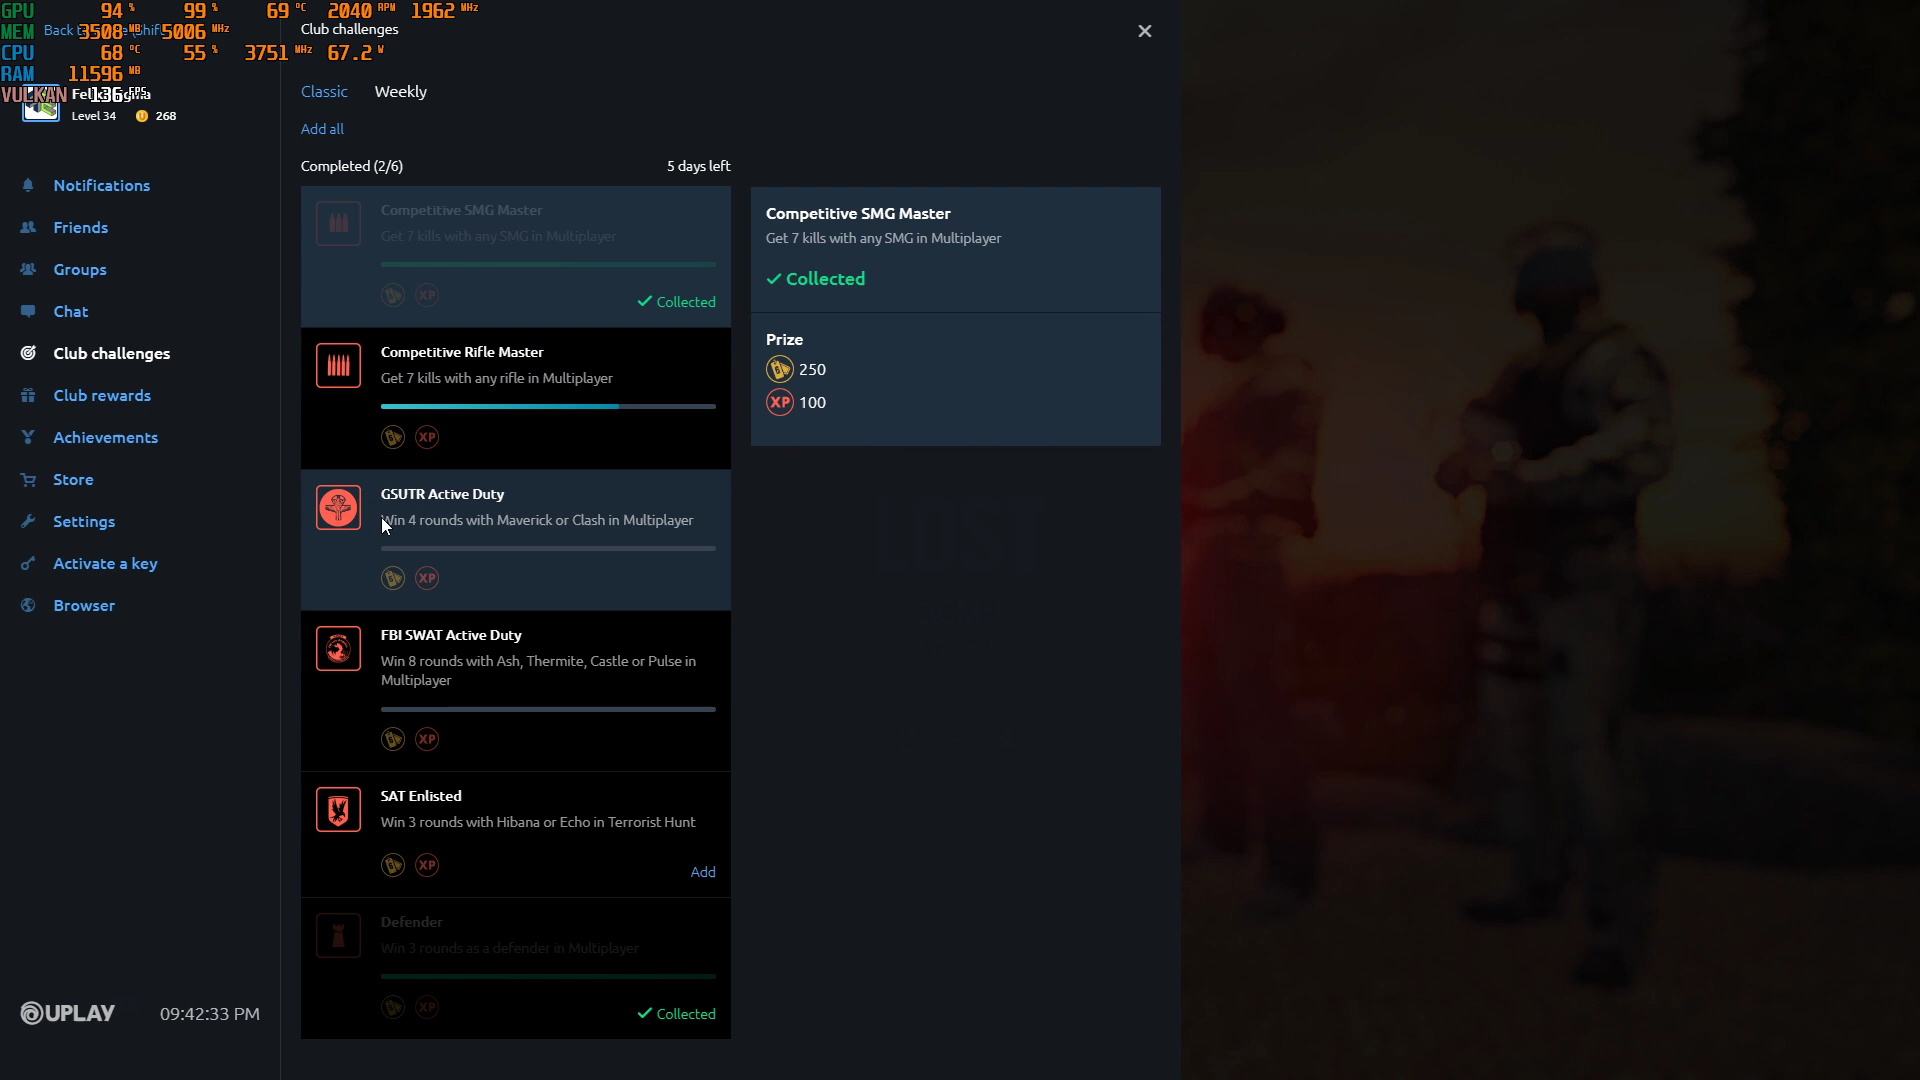 GPU 94 % 99 % 69 °C 2040 RPM 1962 MHz
MEM 3508 MB 5006 MHz
CPU 68 °C 55 % 3751 MHz 67.2 W
RAM 11596 MB
VULKAN 136 FPS
Level 34 268
Notifications
Friends
Groups
Chat
Club challenges
Club rewards
Achievements
Store
Settings
Activate a key
Browser
UPLAY 09:42:33 PM
Club challenges
Classic Weekly
Add all
Completed (2/6) 5 days left
Competitive SMG Master
Get 7 kills with any SMG in Multiplayer
XP
Collected
Competitive Rifle Master
Get 7 kills with any rifle in Multiplayer
XP
GSUTR Active Duty
Win 4 rounds with Maverick or Clash in Multiplayer
XP
FBI SWAT Active Duty
Win 8 rounds with Ash, Thermite, Castle or Pulse in
Multiplayer
XP
SAT Enlisted
Win 3 rounds with Hibana or Echo in Terrorist Hunt
XP
Add
Defender
Win 3 rounds as a defender in Multiplayer
XP
Collected
Competitive SMG Master
Get 7 kills with any SMG in Multiplayer
Collected
Prize
250
XP 100